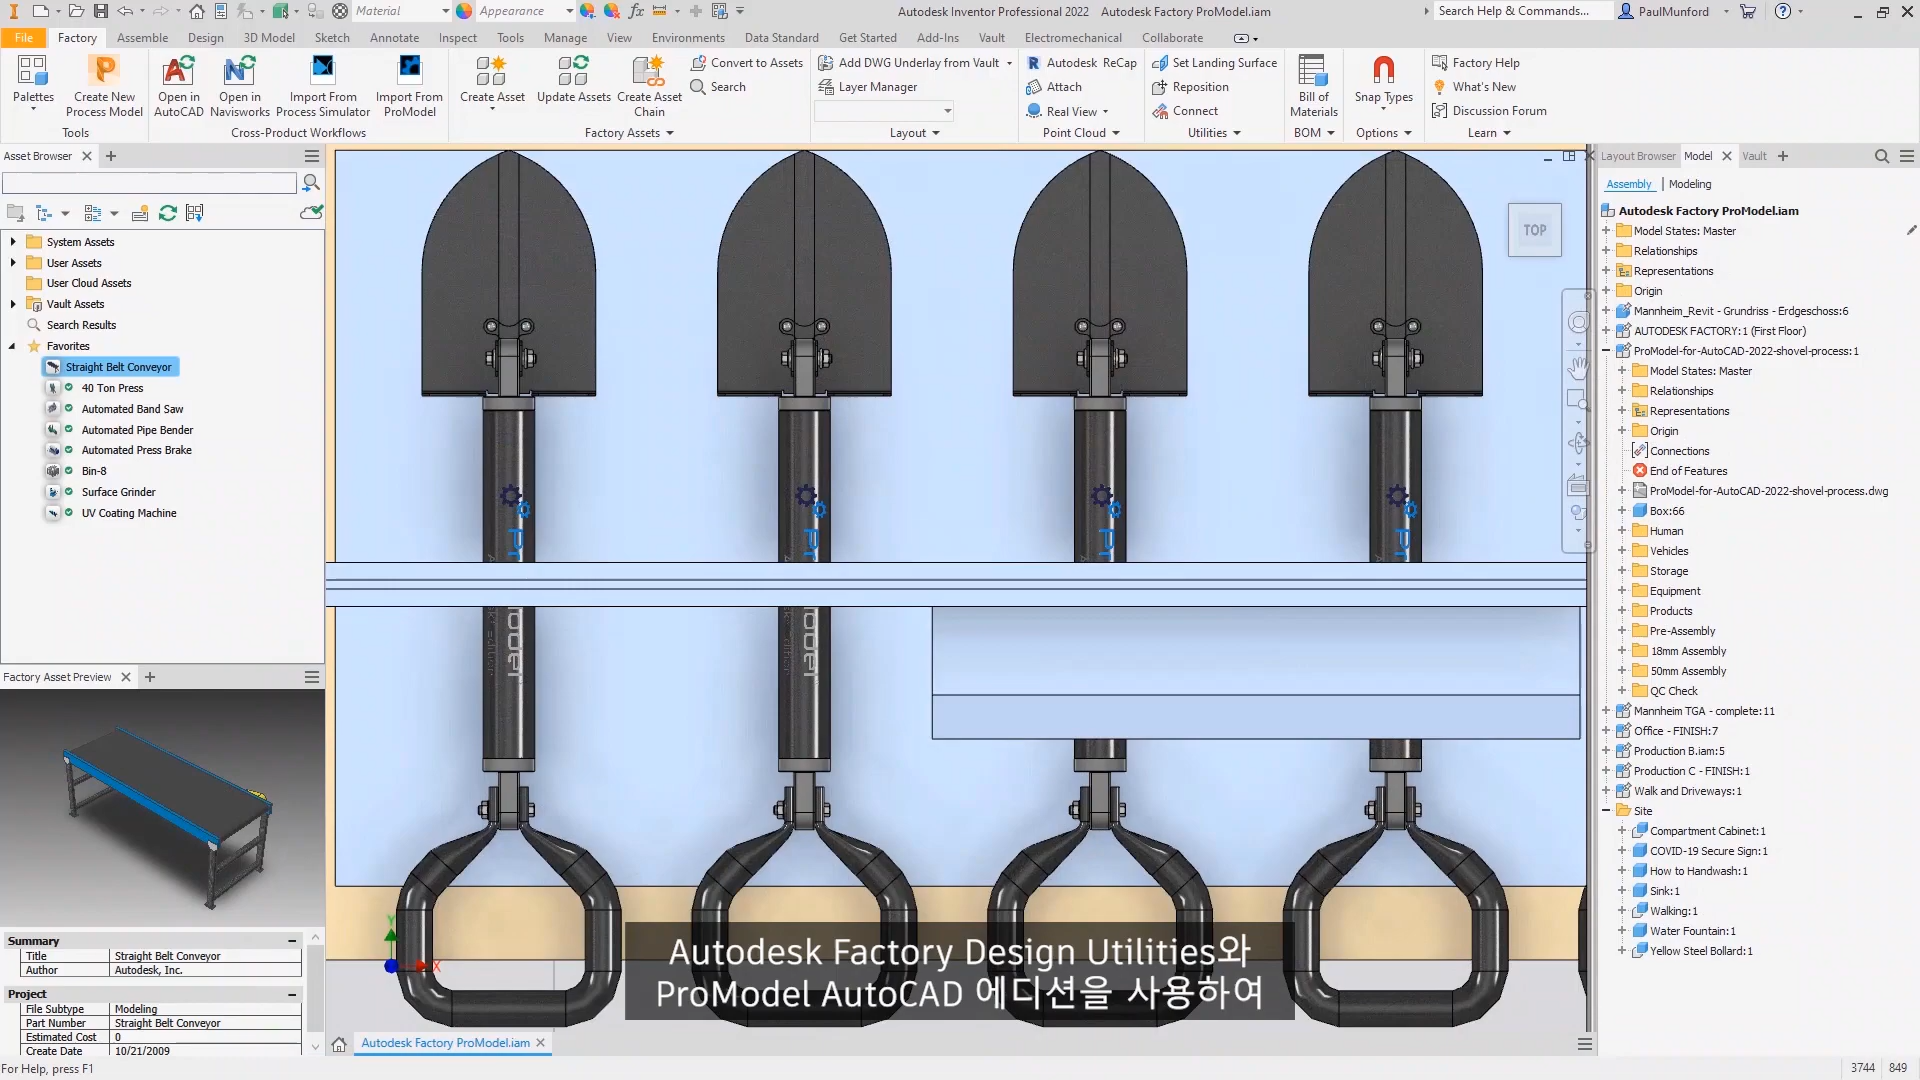 Material
Appearance
Autodesk Inventor Professional 2022 Autodesk Factory ProModel.iam
Search Help & Commands...
PaulMunford
File Factory Assemble Design 3D Model Sketch Annotate Inspect Tools Manage View Environments Data Standard Get Started Add-Ins Vault Electromechanical Collaborate
Palettes
Create New Process Model
Tools
Open in AutoCAD
Open in Navisworks
Import From Process Simulator
Import From ProModel
Cross-Product Workflows
Create Asset
Update Assets
Create Asset Chain
Convert to Assets
Search
Factory Assets
Add DWG Underlay from Vault
Layer Manager
Layout
Autodesk ReCap
Attach
Real View
Point Cloud
Set Landing Surface
Reposition
Connect
Utilities
Bill of Materials
BOM
Snap Types
Options
Factory Help
What's New
Discussion Forum
Learn
Asset Browser
System Assets
User Assets
User Cloud Assets
Vault Assets
Search Results
Favorites
Straight Belt Conveyor
40 Ton Press
Automated Band Saw
Automated Pipe Bender
Automated Press Brake
Bin-8
Surface Grinder
UV Coating Machine
Factory Asset Preview
Summary
Title Straight Belt Conveyor
Author Autodesk, Inc.
Project
File Subtype Modeling
Part Number Straight Belt Conveyor
Estimated Cost 0
Create Date 10/21/2009
For Help, press F1
TOP
Pr Pr Pr Pr
odel odel
Y
X
Autodesk Factory Design Utilities와
ProModel AutoCAD 에디션을 사용하여
Autodesk Factory ProModel.iam
Layout Browser Model Vault
Assembly | Modeling
Autodesk Factory ProModel.iam
Model States: Master
Relationships
Representations
Origin
Mannheim_Revit - Grundriss - Erdgeschoss:6
AUTODESK FACTORY:1 (First Floor)
ProModel-for-AutoCAD-2022-shovel-process:1
Model States: Master
Relationships
Representations
Origin
Connections
End of Features
ProModel-for-AutoCAD-2022-shovel-process.dwg
Box:66
Human
Vehicles
Storage
Equipment
Products
Pre-Assembly
18mm Assembly
50mm Assembly
QC Check
Mannheim TGA - complete:11
Office - FINISH:7
Production B.iam:5
Production C - FINISH:1
Walk and Driveways:1
Site
Compartment Cabinet:1
COVID-19 Secure Sign:1
How to Handwash:1
Sink:1
Walking:1
Water Fountain:1
Yellow Steel Bollard:1
3744 849